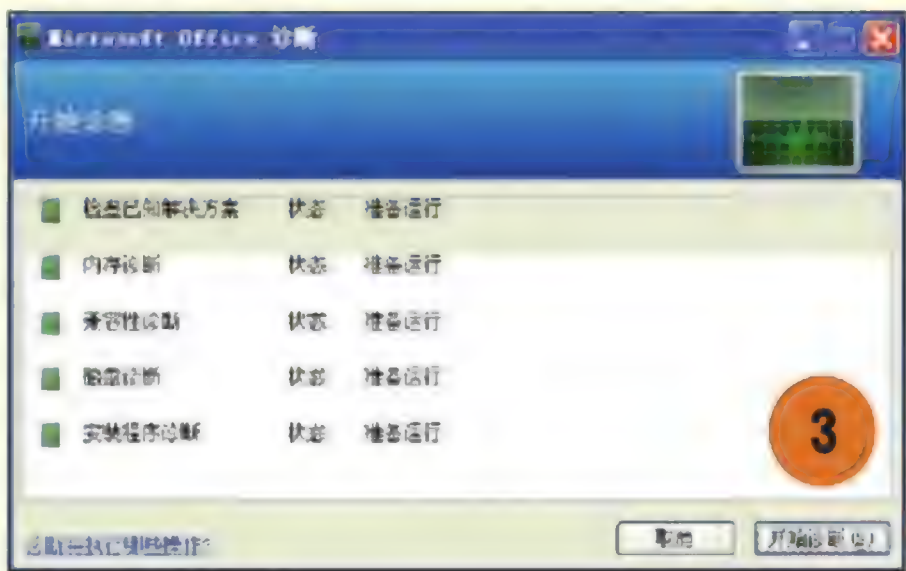 Microsoft Office 诊断
开始诊断
检查已知解决方案 状态 准备运行
内存诊断 状态 准备运行
兼容性诊断 状态 准备运行
磁盘诊断 状态 准备运行
安装程序诊断 状态 准备运行
3
取消 开始诊断(S)